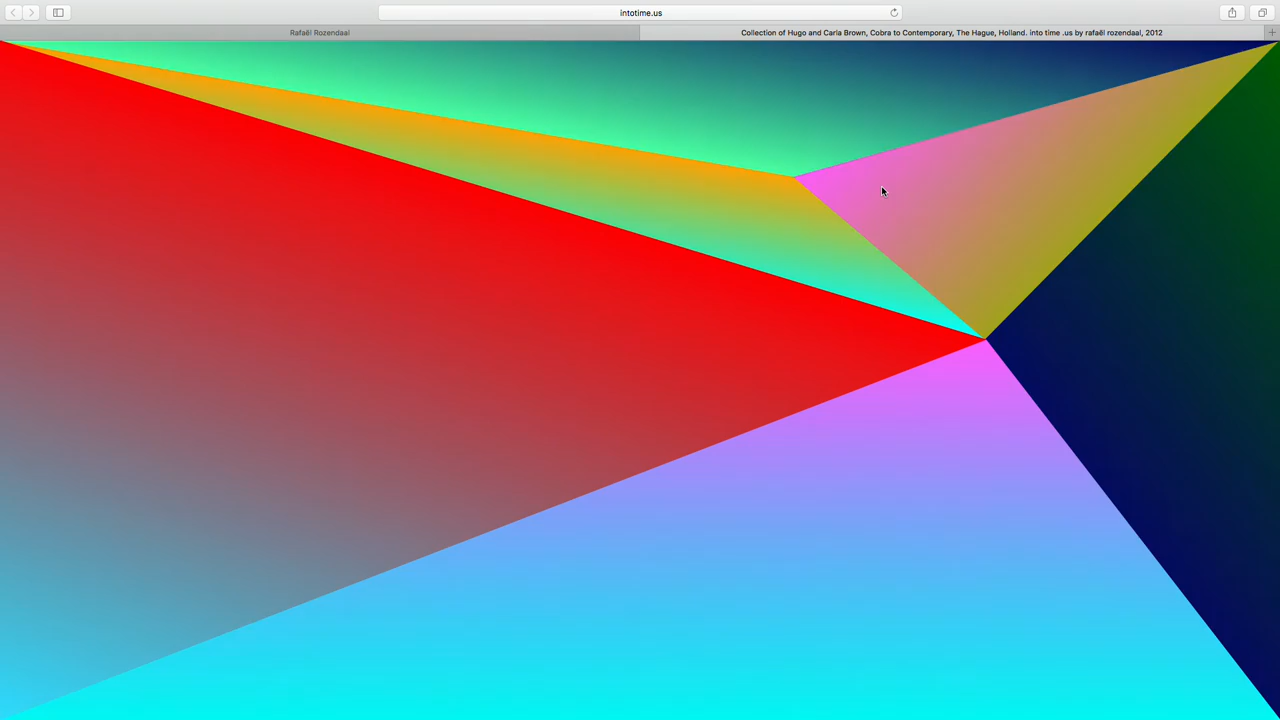 intotime.us
Rafaël Rozendaal
Collection of Hugo and Carla Brown, Cobra to Contemporary, The Hague, Holland. into time .us by rafaël rozendaal, 2012